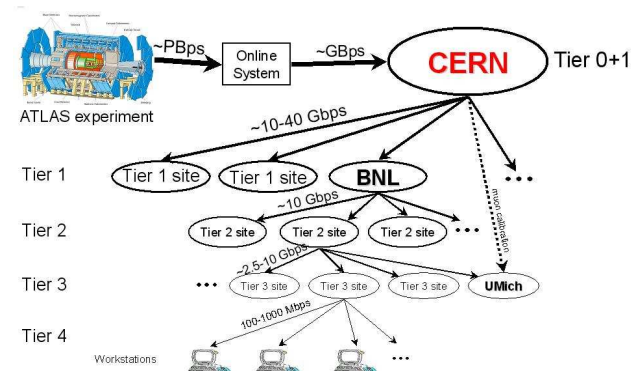 ~PBps
Online
System
~GBps
CERN
Tier 0+1
ATLAS experiment
~10-40 Gbps
Tier 1
Tier 1 site
Tier 1 site
BNL
...
muon calibration
~10 Gbps
Tier 2
Tier 2 site
Tier 2 site
Tier 2 site
...
~2.5-10 Gbps
Tier 3
...
Tier 3 site
Tier 3 site
Tier 3 site
UMich
100-1000 Mbps
Tier 4
Workstations
...